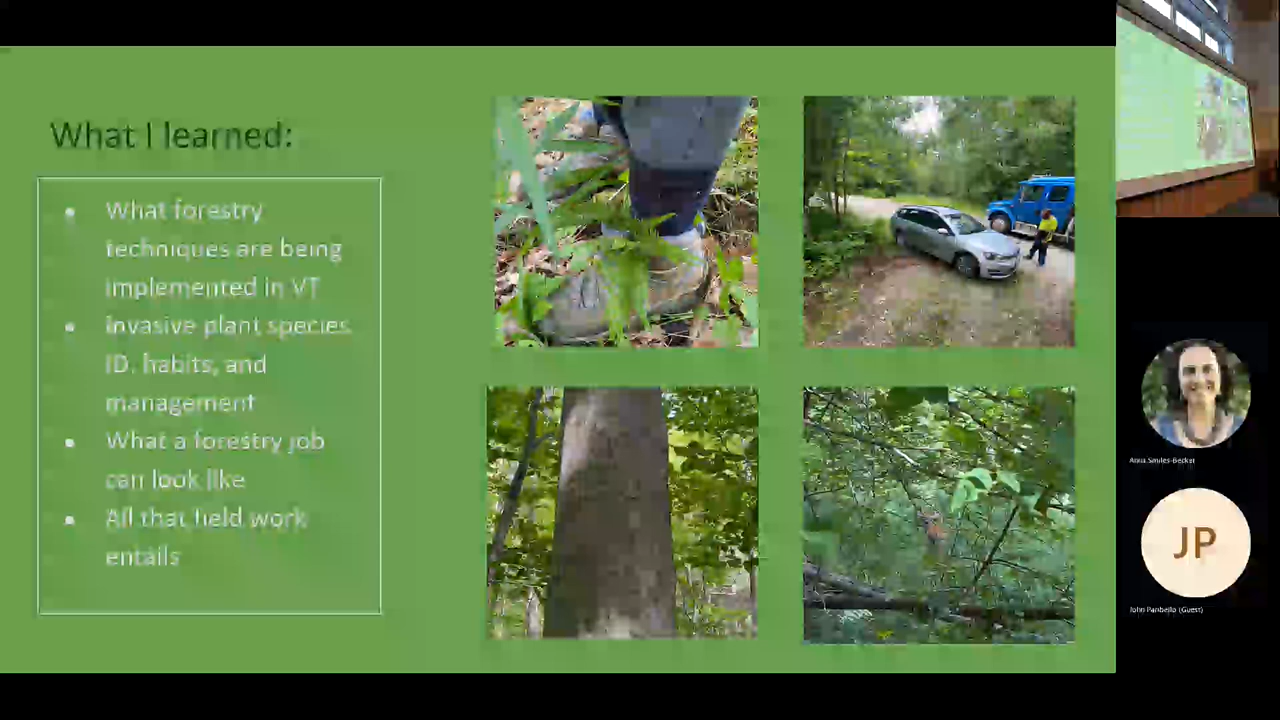 What I learned:
What forestry
techniques are being
implemented in VT
Invasive plant species
ID, habits, and
management
What a forestry job
can look like
All that field work
entails
JP
(Guest)